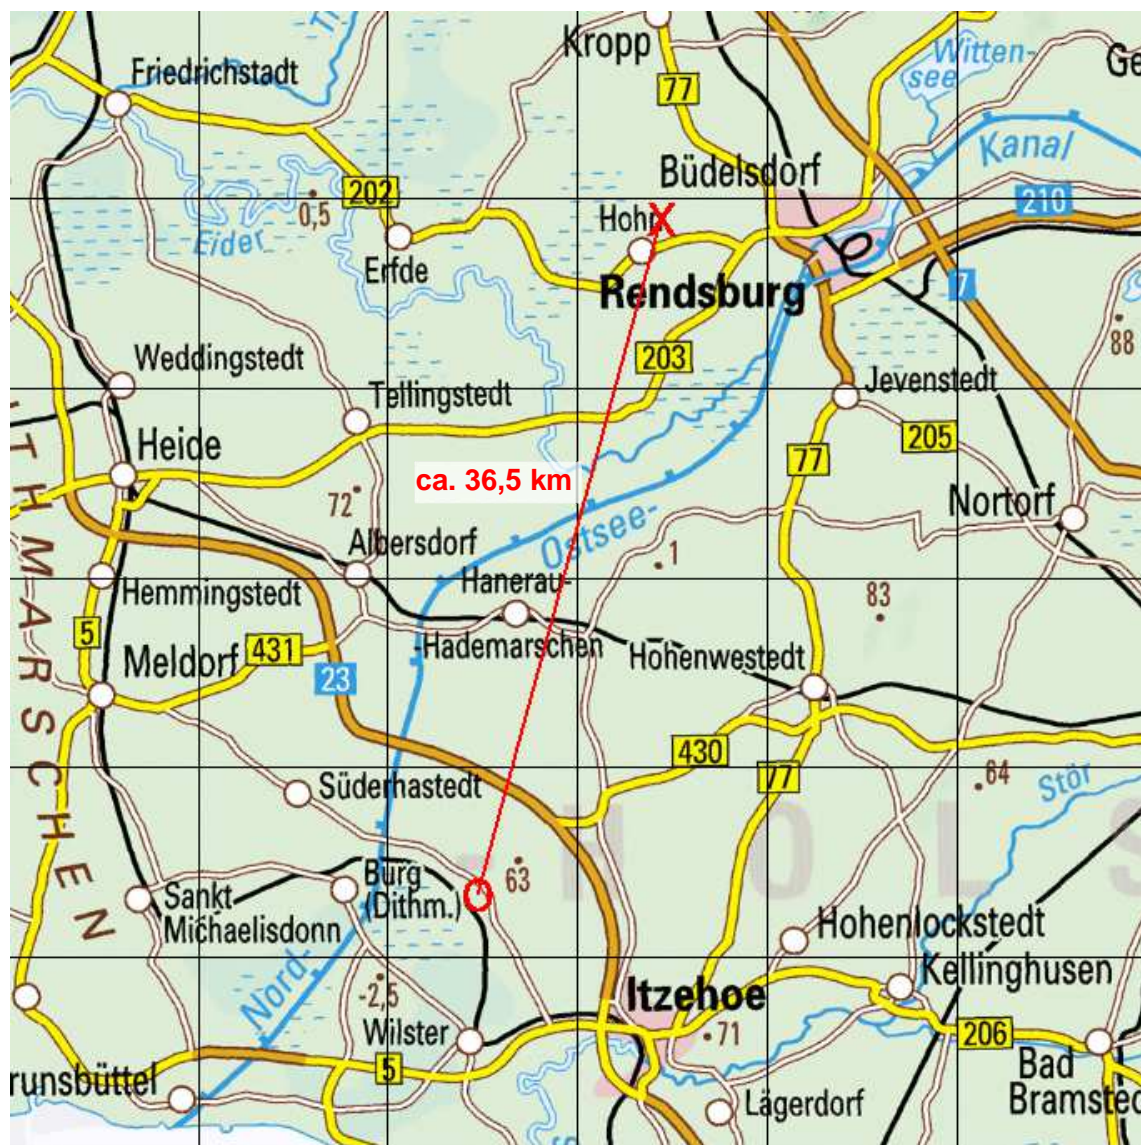 Kropp
Witten-
see
Ge
Friedrichstadt
77
Kanal
Büdelsdorf
202
0,5
210
Hohn
X
Eider
Erfde
Rendsburg
7
88
Weddingstedt
203
Tellingstedt
Jevenstedt
205
Heide
77
ca. 36,5 km
72
Nortorf
Ostsee-
Albersdorf
1
Hanerau-
Hemmingstedt
83
5
431
-Hademarschen
Meldorf
Hohenwestedt
23
THMARSCHEN
430
77
64
Süderhastedt
Stör
- H O L S
Burg
(Dithm.)
63
Sankt
Michaelisdonn
Hohenlockstedt
Kellinghusen
Nord-
-2,5
Itzehoe
Wilster
71
206
5
Bad
Bramsted
runsbüttel
Lägerdorf